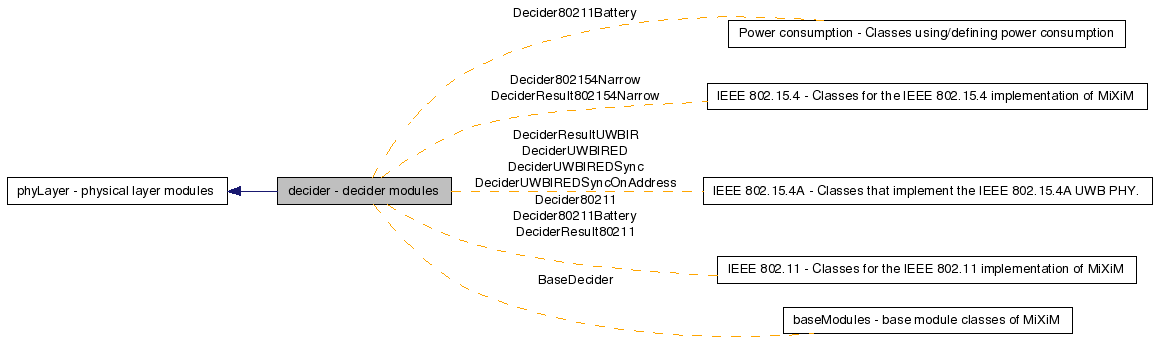 Decider80211Battery
Power consumption - Classes using/defining power consumption
Decider802154Narrow
DeciderResult802154Narrow
IEEE 802.15.4 - Classes for the IEEE 802.15.4 implementation of MiXiM
DeciderResultUWBIR
DeciderUWBIRED
DeciderUWBIREDSync
DeciderUWBIREDSyncOnAddress
phyLayer - physical layer modules
decider - decider modules
IEEE 802.15.4A - Classes that implement the IEEE 802.15.4A UWB PHY.
Decider80211
Decider80211Battery
DeciderResult80211
IEEE 802.11 - Classes for the IEEE 802.11 implementation of MiXiM
BaseDecider
baseModules - base module classes of MiXiM